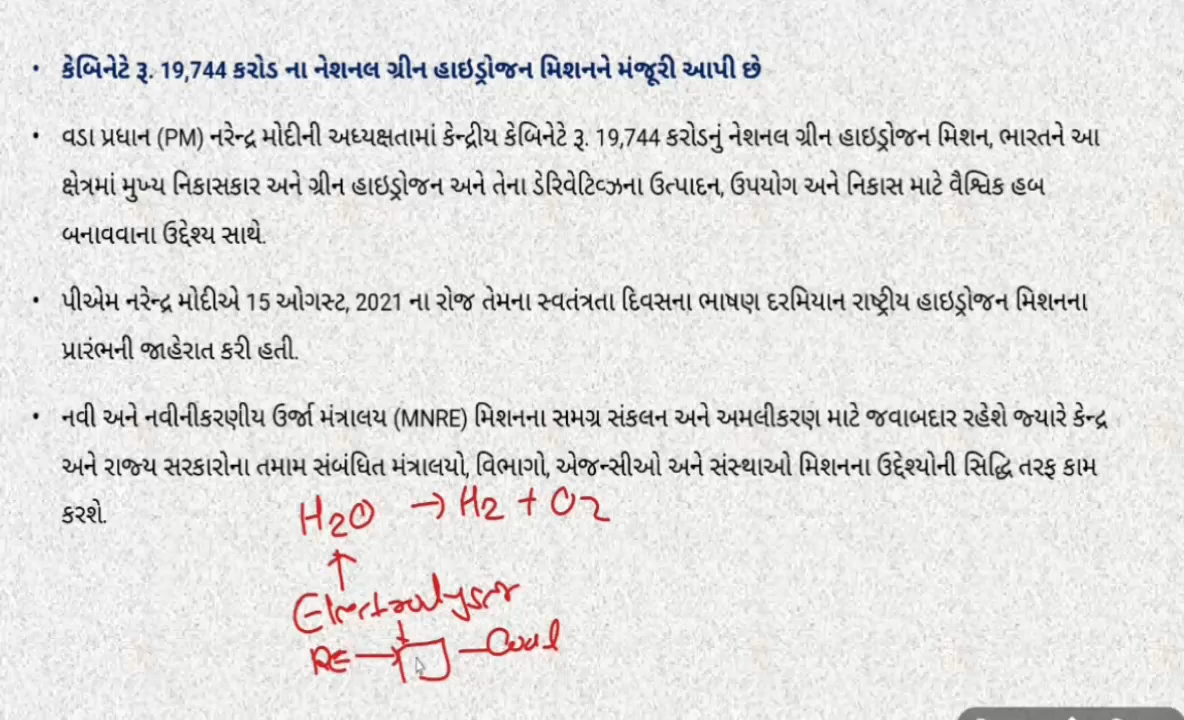 • કેબિનેટે રૂ. 19,744 કરોડ ના નેશનલ ગ્રીન હાઇડ્રોજન મિશનને મંજૂરી આપી છે
• વડા પ્રધાન (PM) નરેન્દ્ર મોદીની અધ્યક્ષતામાં કેન્દ્રીય કેબિનેટે રૂ. 19,744 કરોડનું નેશનલ ગ્રીન હાઇડ્રોજન મિશન, ભારતને આ
ક્ષેત્રમાં મુખ્ય નિકાસકાર અને ગ્રીન હાઇડ્રોજન અને તેના ડેરિવેટિવ્ઝના ઉત્પાદન, ઉપયોગ અને નિકાસ માટે વૈશ્વિક હબ
બનાવવાના ઉદ્દેશ્ય સાથે.
• પીએમ નરેન્દ્ર મોદીએ 15 ઓગસ્ટ, 2021 ના રોજ તેમના સ્વતંત્રતા દિવસના ભાષણ દરમિયાન રાષ્ટ્રીય હાઇડ્રોજન મિશનના
પ્રારંભની જાહેરાત કરી હતી.
• નવી અને નવીનીકરણીય ઉર્જા મંત્રાલય (MNRE) મિશનના સમગ્ર સંકલન અને અમલીકરણ માટે જવાબદાર રહેશે જ્યારે કેન્દ્ર
અને રાજ્ય સરકારોના તમામ સંબંધિત મંત્રાલયો, વિભાગો, એજન્સીઓ અને સંસ્થાઓ મિશનના ઉદ્દેશ્યોની સિદ્ધિ તરફ કામ
કરશે.
H2O → H2 + O2
Electrolyser
RE Coal